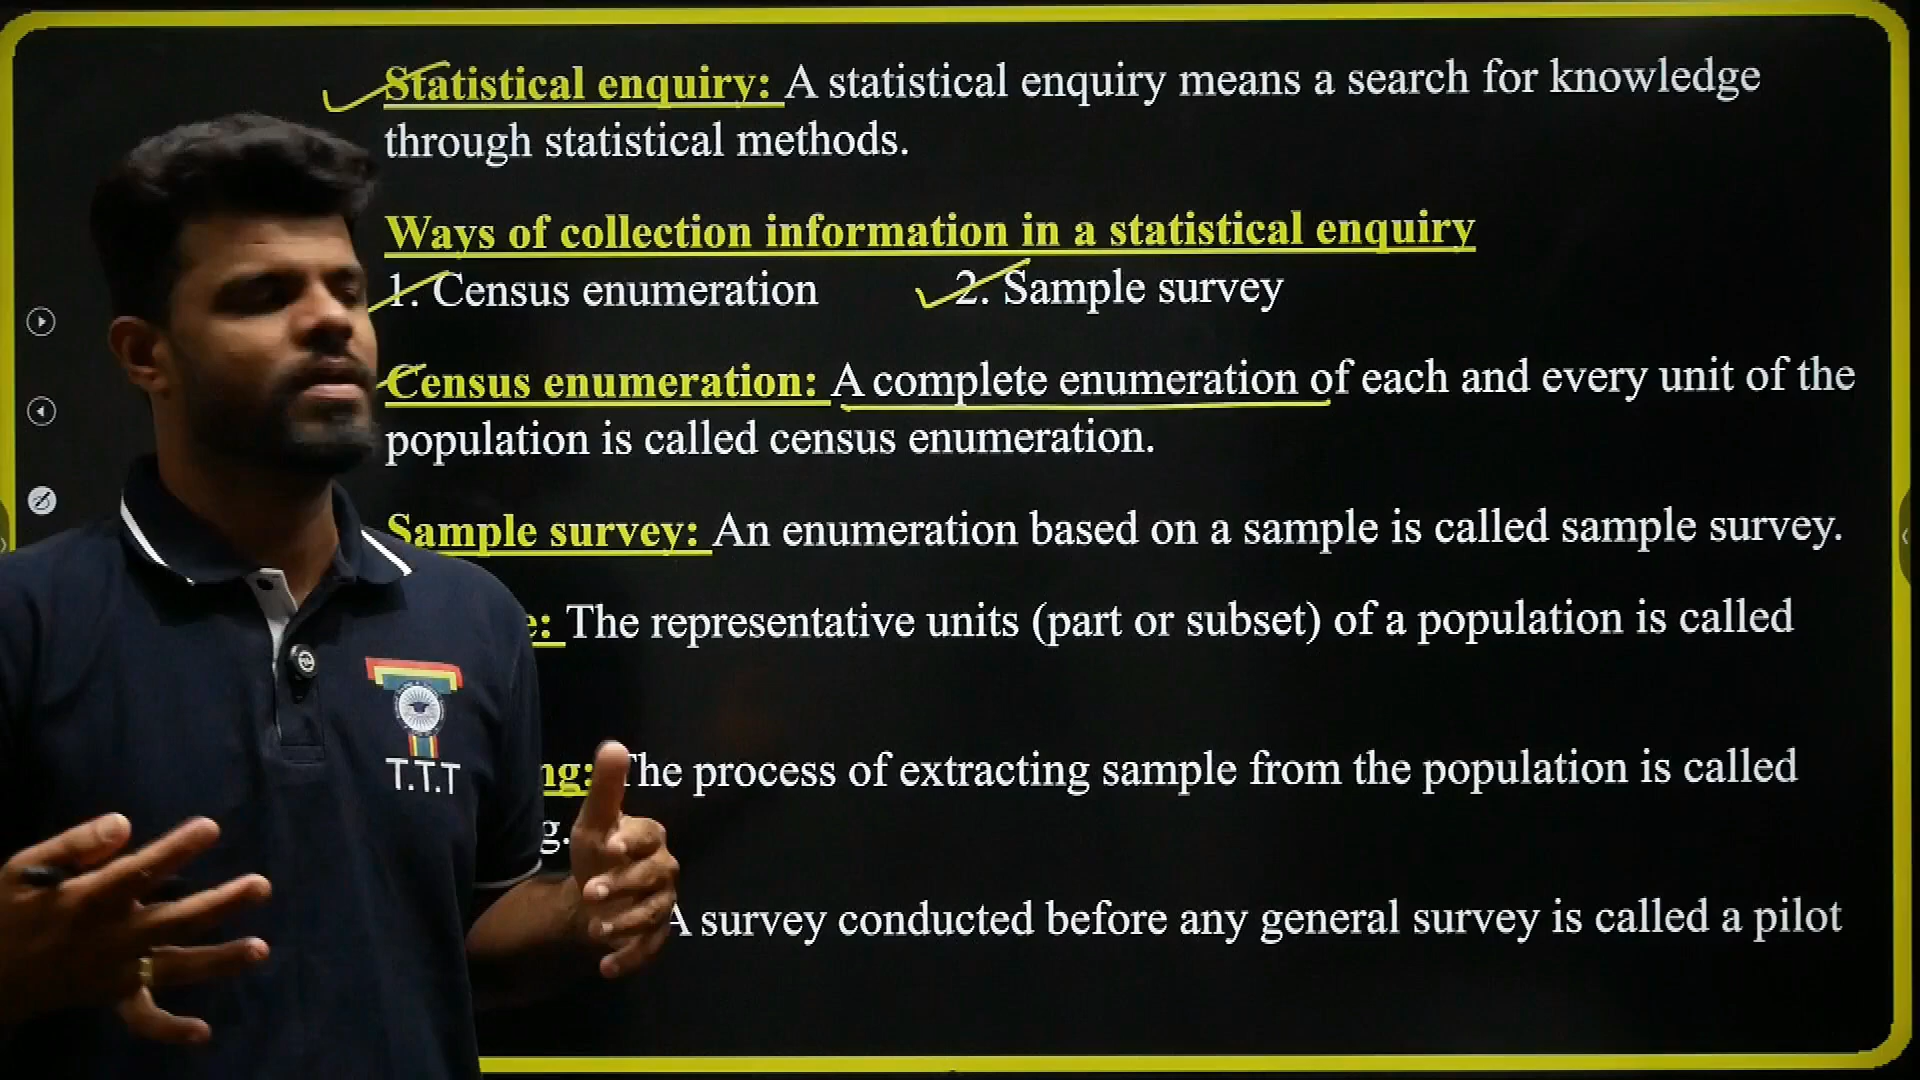 Statistical enquiry: A statistical enquiry means a search for knowledge
through statistical methods.
Ways of collection information in a statistical enquiry
1. Census enumeration 2. Sample survey
Census enumeration: A complete enumeration of each and every unit of the
population is called census enumeration.
Sample survey: An enumeration based on a sample is called sample survey.
e: The representative units (part or subset) of a population is called
ng: The process of extracting sample from the population is called
g.
A survey conducted before any general survey is called a pilot
T.T.T